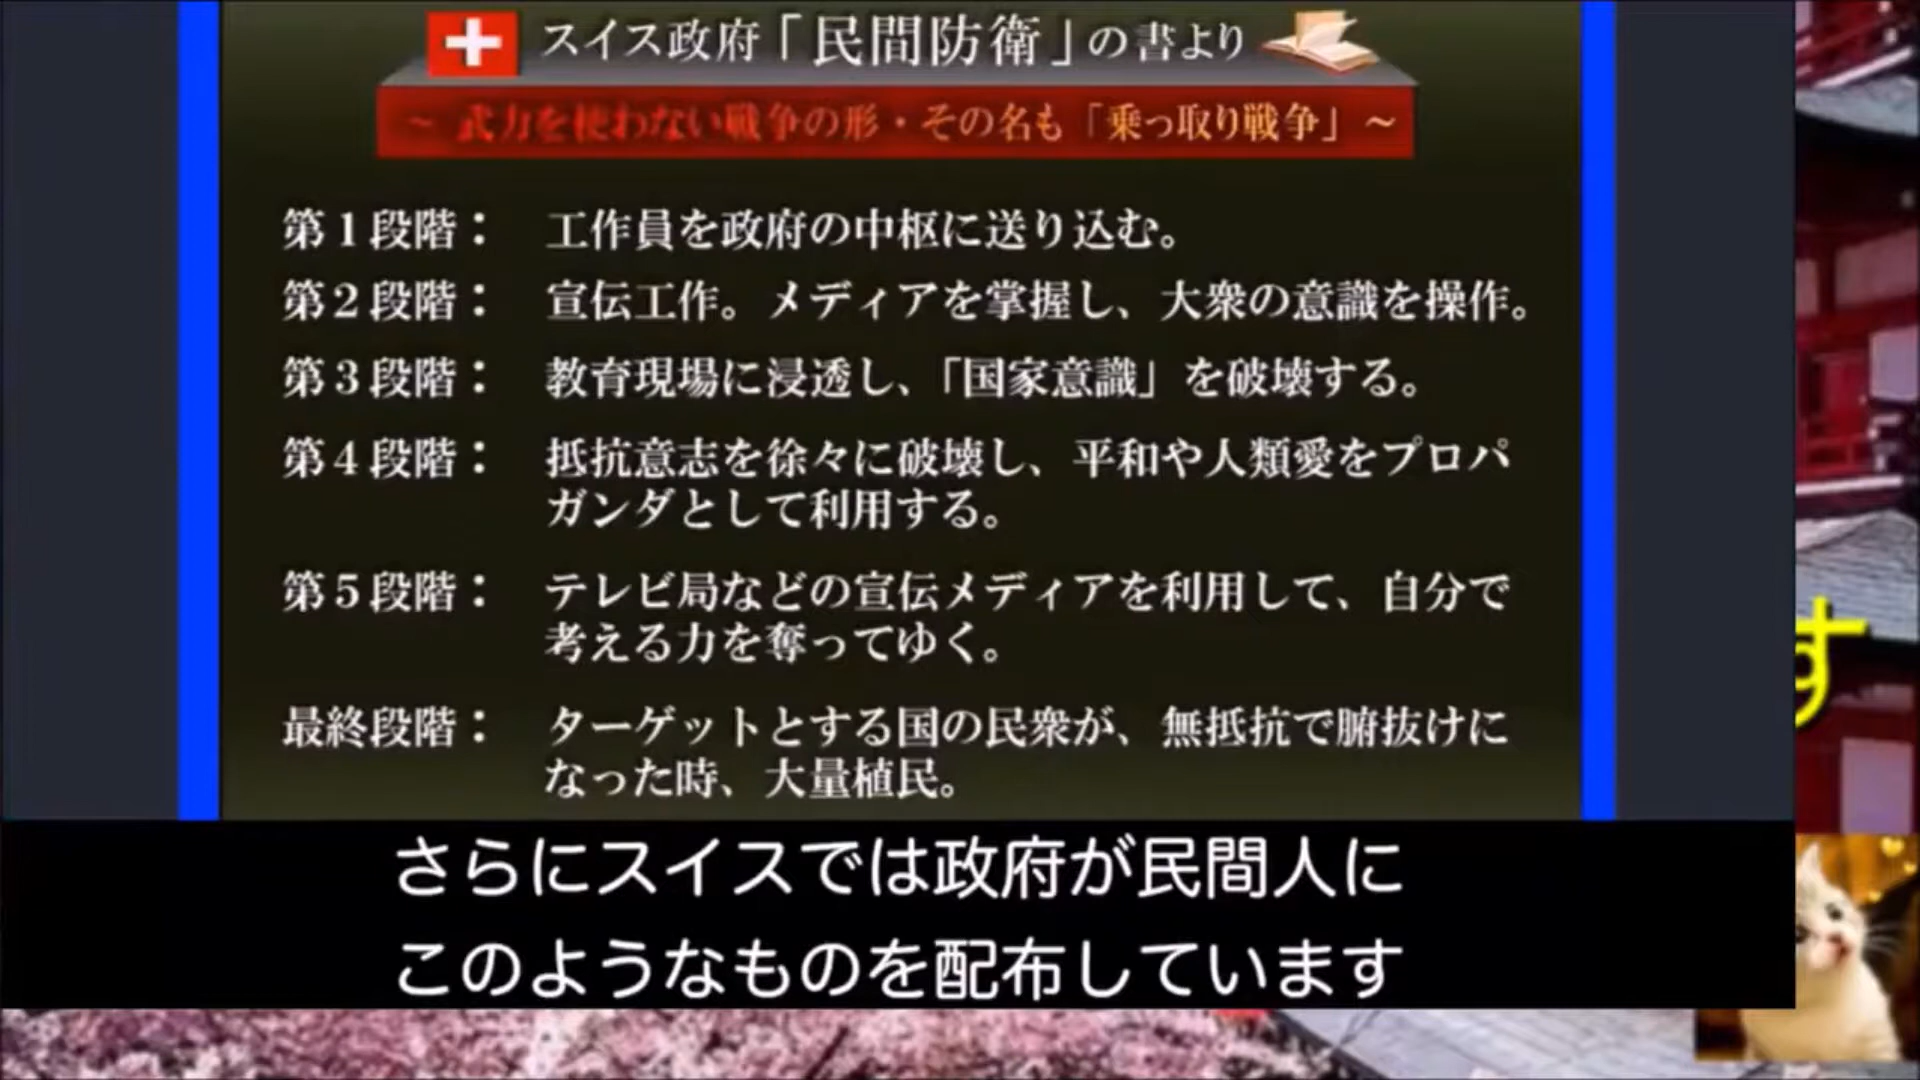 スイス政府「民間防衛」の書より
～ 武力を使わない戦争の形・その名も「乗っ取り戦争」～
第1段階： 工作員を政府の中枢に送り込む。
第2段階： 宣伝工作。メディアを掌握し、大衆の意識を操作。
第3段階： 教育現場に浸透し、「国家意識」を破壊する。
第4段階： 抵抗意志を徐々に破壊し、平和や人類愛をプロパ
ガンダとして利用する。
第5段階： テレビ局などの宣伝メディアを利用して、自分で
考える力を奪ってゆく。
最終段階： ターゲットとする国の民衆が、無抵抗で腑抜けに
なった時、大量植民。
す
さらにスイスでは政府が民間人に
このようなものを配布しています